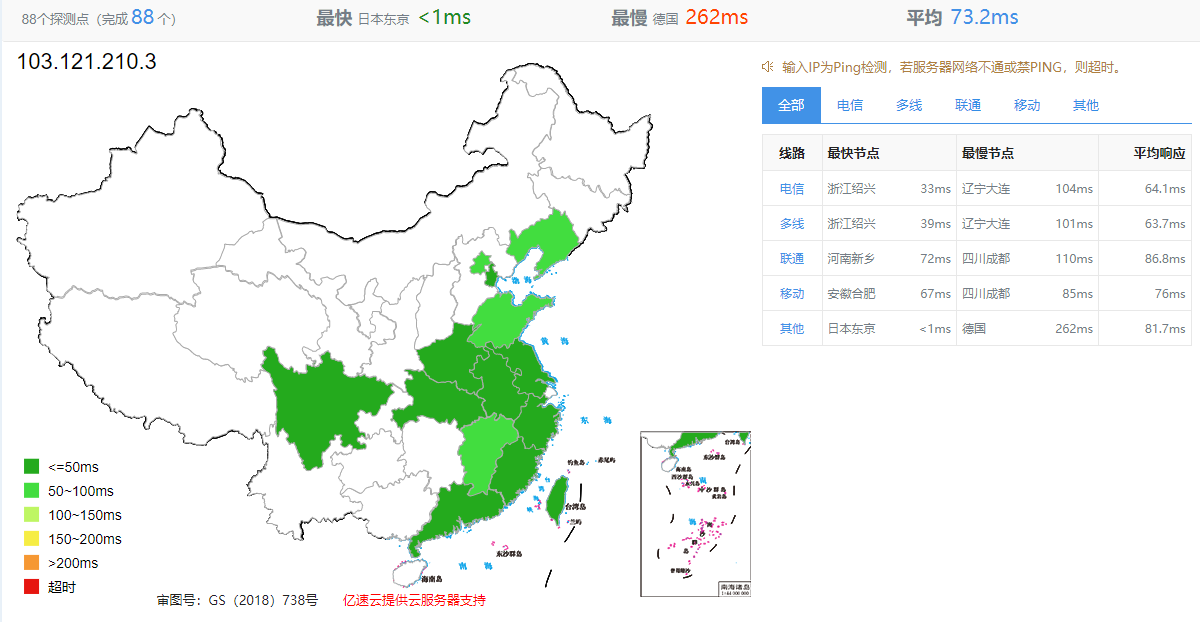 88个探测点（完成88个） 最快 日本东京 <1ms 最慢 德国 262ms 平均 73.2ms
103.121.210.3
输入IP为Ping检测，若服务器网络不通或禁PING，则超时。
全部 电信 多线 联通 移动 其他
线路 最快节点 最慢节点 平均响应
电信 浙江绍兴 33ms 辽宁大连 104ms 64.1ms
多线 浙江绍兴 39ms 辽宁大连 101ms 63.7ms
联通 河南新乡 72ms 四川成都 110ms 86.8ms
移动 安徽合肥 67ms 四川成都 85ms 76ms
其他 日本东京 <1ms 德国 262ms 81.7ms
渤海
黄海
东海
钓鱼岛
赤尾屿
台湾岛
兰屿
东沙群岛
南海
海南岛
<=50ms
50~100ms
100~150ms
150~200ms
>200ms
超时
台湾岛
东沙群岛
海南岛
西沙群岛
永兴岛
中沙群岛
黄岩岛
南海
南沙群岛
曾母暗沙
南海诸岛
审图号：GS（2018）738号 亿速云提供云服务器支持